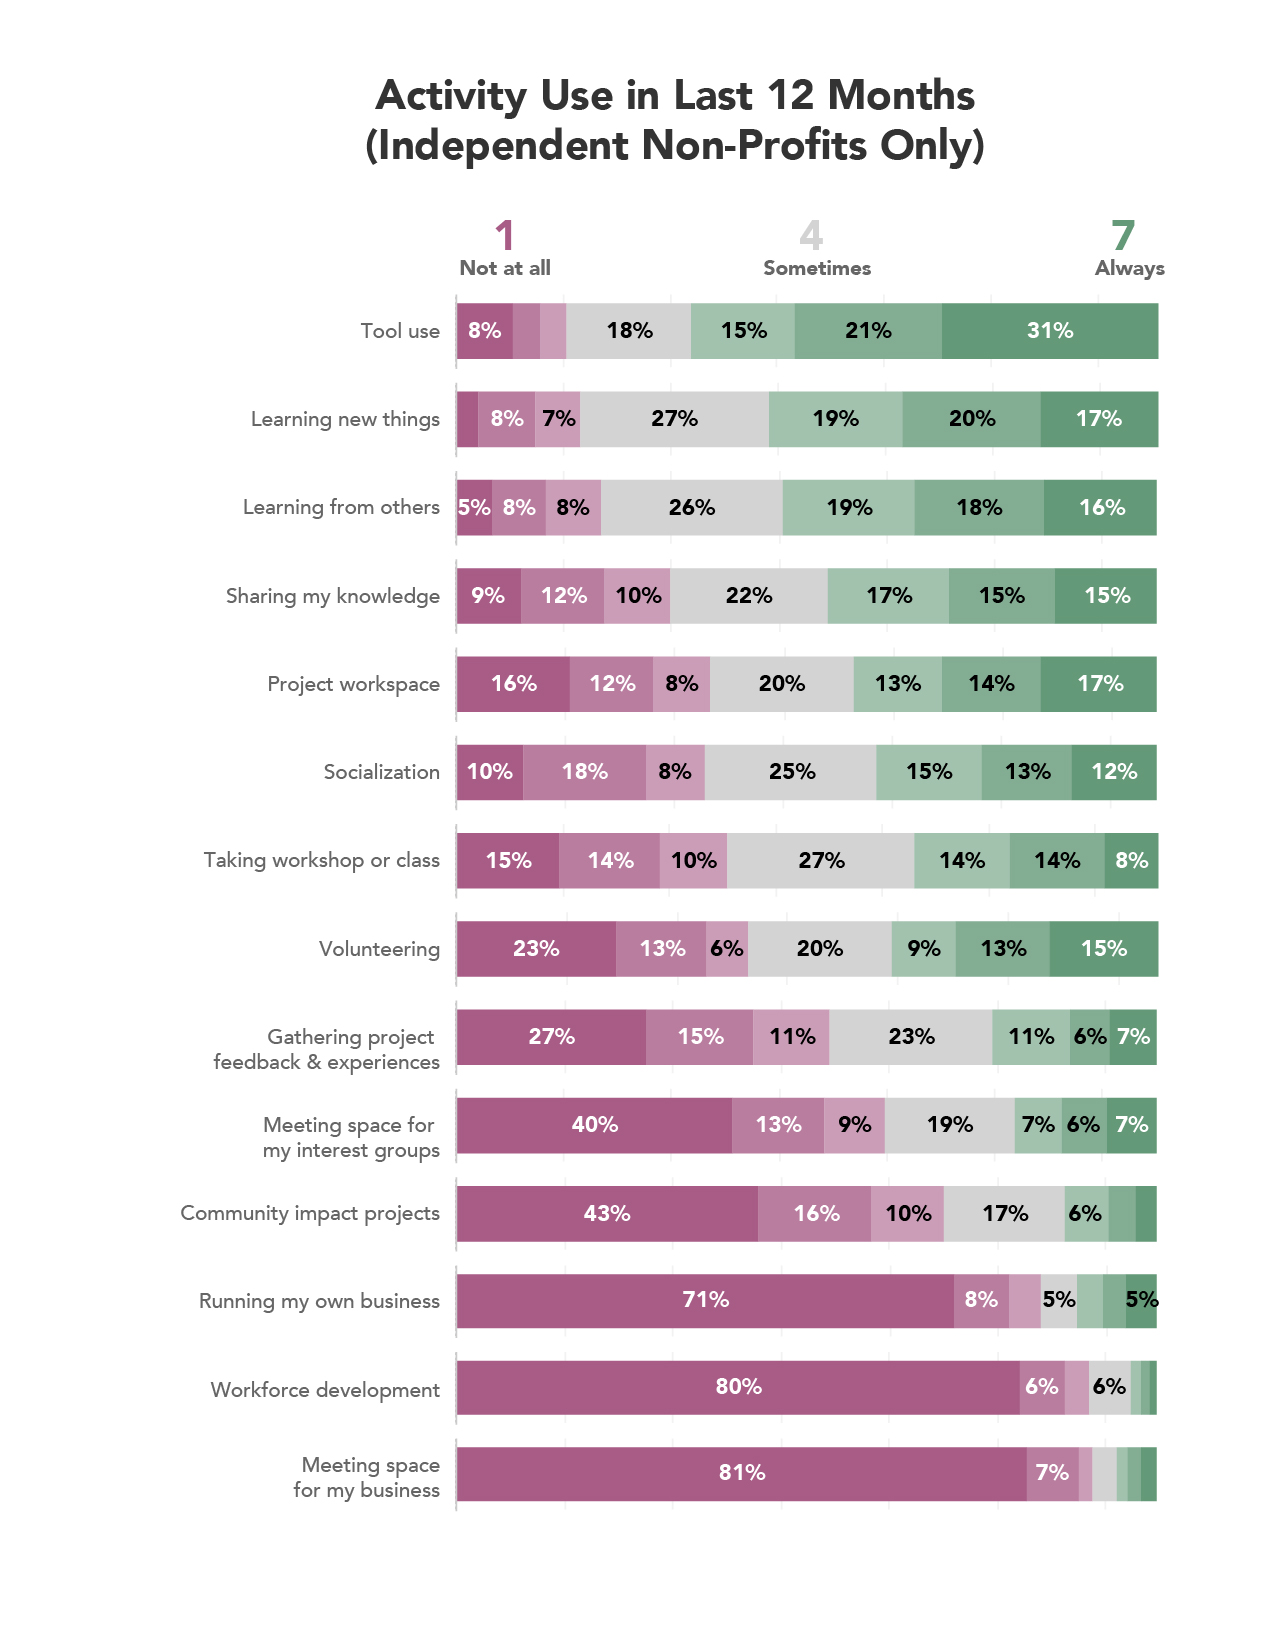 Activity Use in Last 12 Months
(Independent Non-Profits Only)
1 4 7
Not at all Sometimes Always
Tool use 8% 18% 15% 21% 31%
Learning new things 8% 7% 27% 19% 20% 17%
Learning from others 5% 8% 8% 26% 19% 18% 16%
Sharing my knowledge 9% 12% 10% 22% 17% 15% 15%
Project workspace 16% 12% 8% 20% 13% 14% 17%
Socialization 10% 18% 8% 25% 15% 13% 12%
Taking workshop or class 15% 14% 10% 27% 14% 14% 8%
Volunteering 23% 13% 6% 20% 9% 13% 15%
Gathering project 27% 15% 11% 23% 11% 6% 7%
feedback & experiences
Meeting space for 40% 13% 9% 19% 7% 6% 7%
my interest groups
Community impact projects 43% 16% 10% 17% 6%
Running my own business 71% 8% 5% 5%
Workforce development 80% 6% 6%
Meeting space 81% 7%
for my business